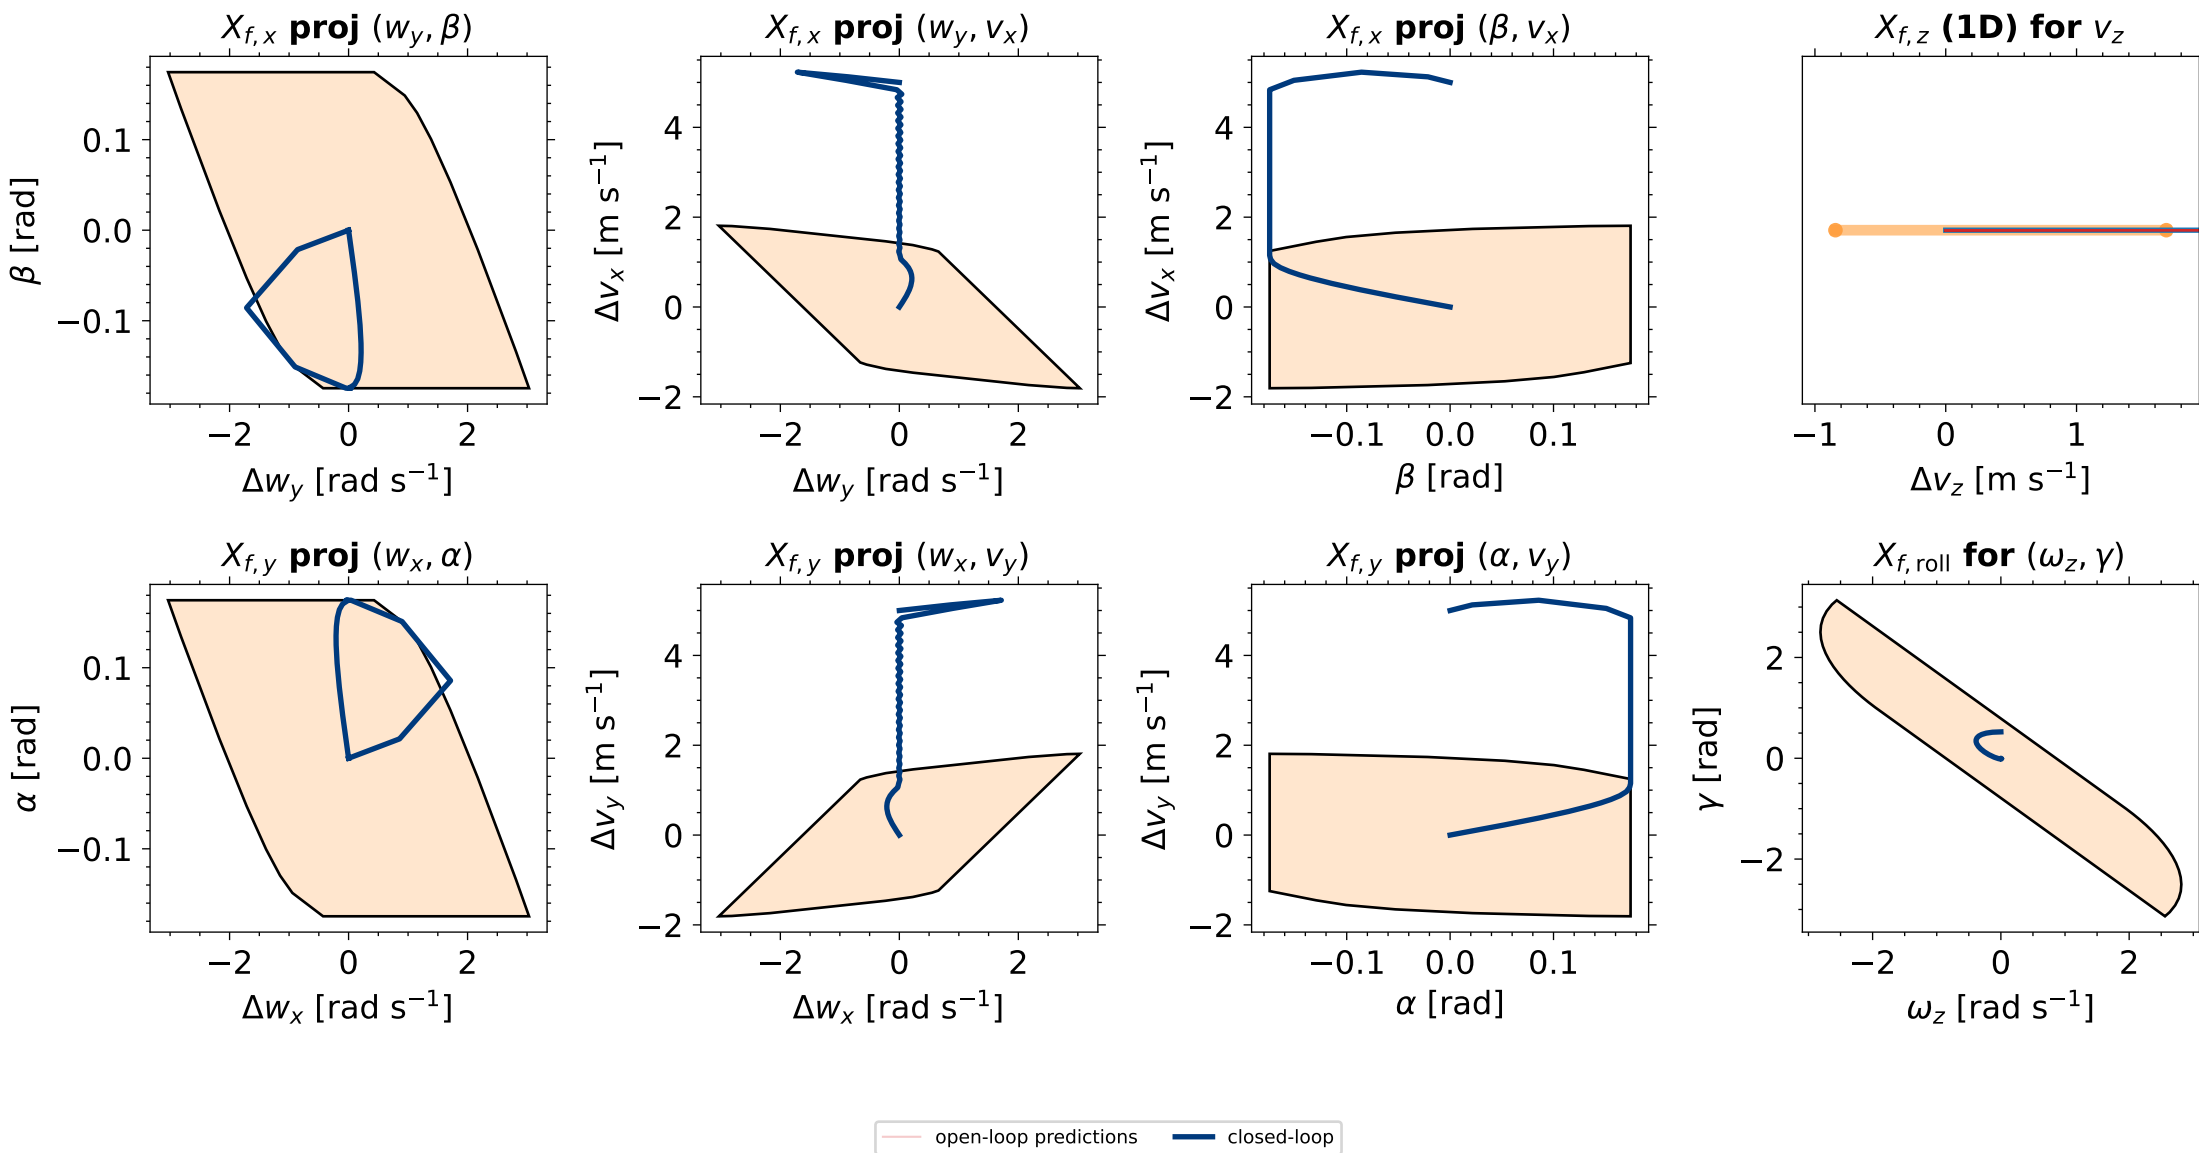 X_{f,x} proj (w_y, β)
0.1
0.0
−0.1
β [rad]
−2 0 2
Δw_y [rad s⁻¹]
X_{f,x} proj (w_y, v_x)
4
2
0
−2
Δv_x [m s⁻¹]
−2 0 2
Δw_y [rad s⁻¹]
X_{f,x} proj (β, v_x)
4
2
0
−2
Δv_x [m s⁻¹]
−0.1 0.0 0.1
β [rad]
X_{f,z} (1D) for v_z
−1 0 1
Δv_z [m s⁻¹]
X_{f,y} proj (w_x, α)
0.1
0.0
−0.1
α [rad]
−2 0 2
Δw_x [rad s⁻¹]
X_{f,y} proj (w_x, v_y)
4
2
0
−2
Δv_y [m s⁻¹]
−2 0 2
Δw_x [rad s⁻¹]
X_{f,y} proj (α, v_y)
4
2
0
−2
Δv_y [m s⁻¹]
−0.1 0.0 0.1
α [rad]
X_{f,roll} for (ω_z, γ)
2
0
−2
γ [rad]
−2 0 2
ω_z [rad s⁻¹]
open-loop predictions closed-loop